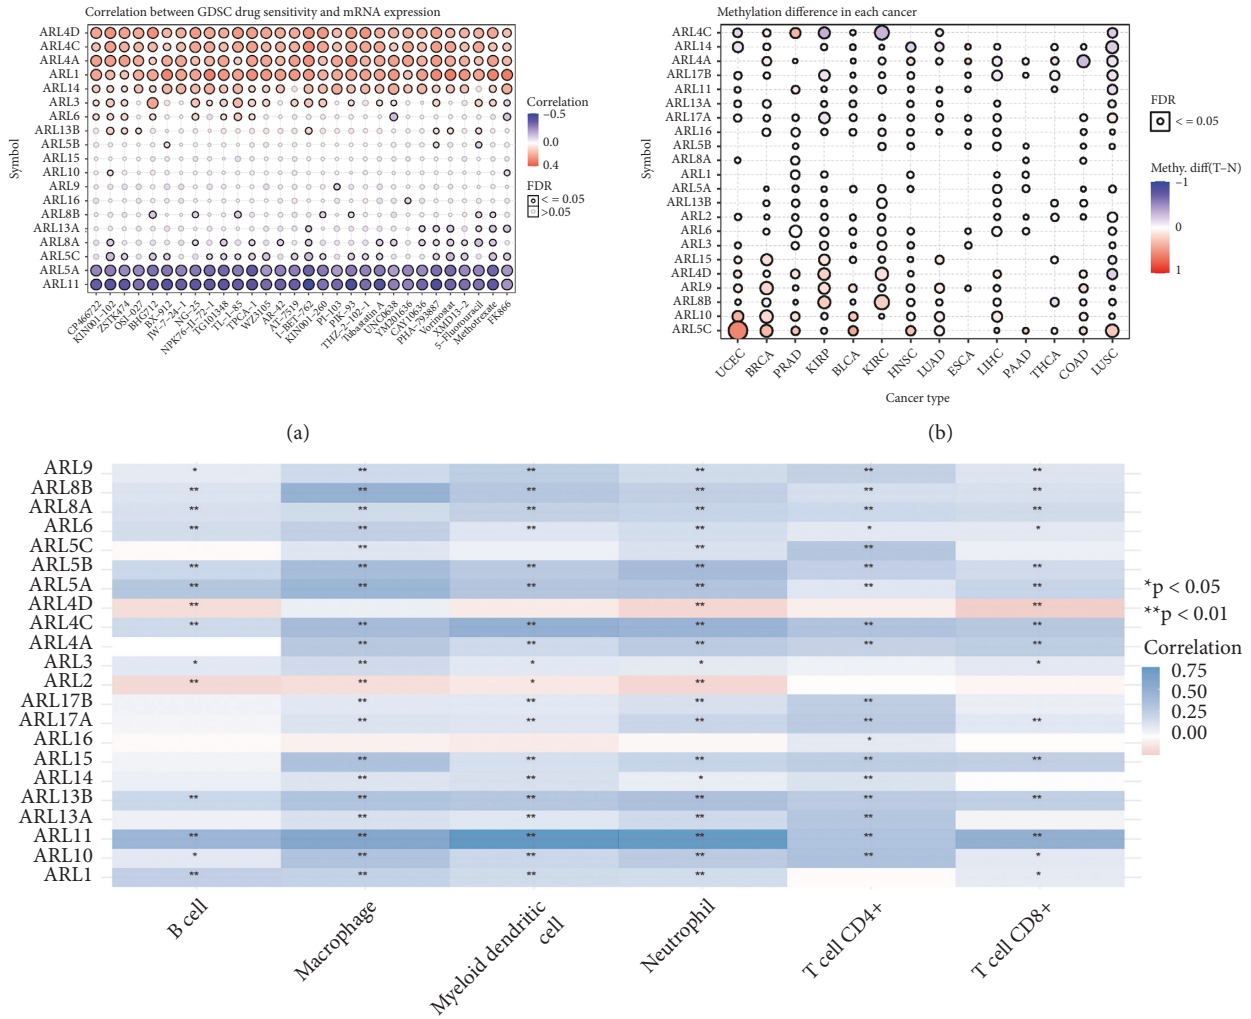 Correlation between GDSC drug sensitivity and mRNA expression
Symbol
ARL4D
ARL4C
ARL4A
ARL1
ARL14
ARL3
ARL6
ARL13B
ARL5B
ARL15
ARL10
ARL9
ARL16
ARL8B
ARL13A
ARL8A
ARL5C
ARL5A
ARL11
CP466722
KIN001-102
ZSTK474
OSI-027
BHG712
BX-912
JW-7-24-1
NG-25
NPK76-II-72-1
TG101348
TL-1-85
TPCA-1
WZ3105
AR-42
AT-7519
I-BET-762
KIN001-260
PI-103
PIK-93
THZ-2-102-1
Tubastatin A
UNC0638
YM201636
CAY10636
PHA-793887
Vorinostat
XMD13-2
5-Fluorouracil
Methotrexate
FK866
Correlation
-0.5
0.0
0.4
FDR
< = 0.05
>0.05
(a)
Methylation difference in each cancer
Symbol
ARL4C
ARL14
ARL4A
ARL17B
ARL11
ARL13A
ARL17A
ARL16
ARL5B
ARL8A
ARL1
ARL5A
ARL13B
ARL2
ARL6
ARL3
ARL15
ARL4D
ARL9
ARL8B
ARL10
ARL5C
UCEC
BRCA
PRAD
KIRP
BLCA
KIRC
HNSC
LUAD
ESCA
LIHC
PAAD
THCA
COAD
LUSC
Cancer type
FDR
< = 0.05
Methy. diff(T-N)
-1
0
1
(b)
ARL9 * ** ** ** ** **
ARL8B ** ** ** ** ** **
ARL8A ** ** ** ** ** **
ARL6 ** ** ** ** * *
ARL5C ** ** **
ARL5B ** ** ** ** ** **
ARL5A ** ** ** ** ** **
ARL4D ** ** **
ARL4C ** ** ** ** ** **
ARL4A ** ** ** ** **
ARL3 * ** * * *
ARL2 ** ** * **
ARL17B ** ** ** **
ARL17A ** ** ** ** **
ARL16 *
ARL15 ** ** ** ** **
ARL14 ** ** * **
ARL13B ** ** ** ** ** **
ARL13A ** ** ** **
ARL11 ** ** ** ** ** **
ARL10 * ** ** ** ** *
ARL1 ** ** ** ** *
B cell
Macrophage
Myeloid dendritic
cell
Neutrophil
T cell CD4+
T cell CD8+
*p < 0.05
**p < 0.01
Correlation
0.75
0.50
0.25
0.00